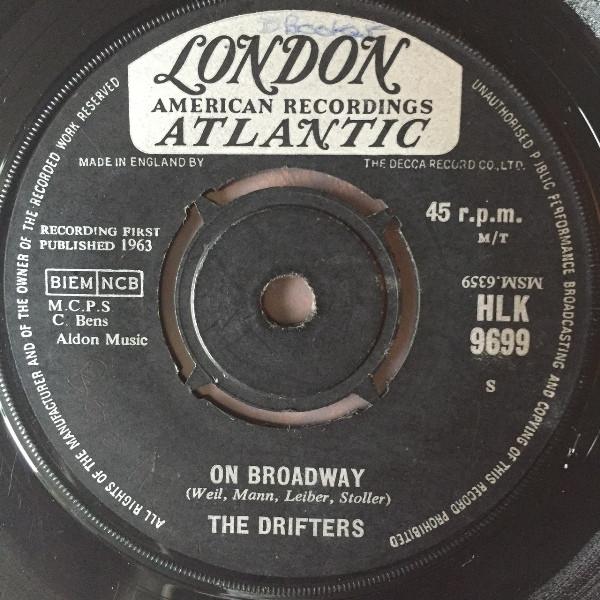 LONDON
AMERICAN RECORDINGS
ATLANTIC
MADE IN ENGLAND BY
THE DECCA RECORD CO., LTD.
RECORDING FIRST
PUBLISHED 1963
BIEM NCB
M.C.P.S
C. Bens
Aldon Music
45 r.p.m.
M/T
MSM.6359
HLK
9699
S
ON BROADWAY
(Weil, Mann, Leiber, Stoller)
THE DRIFTERS
ALL RIGHTS OF THE MANUFACTURER AND OF THE OWNER OF THE RECORDED WORK RESERVED
UNAUTHORISED PUBLIC PERFORMANCE BROADCASTING AND COPYING OF THIS RECORD PROHIBITED